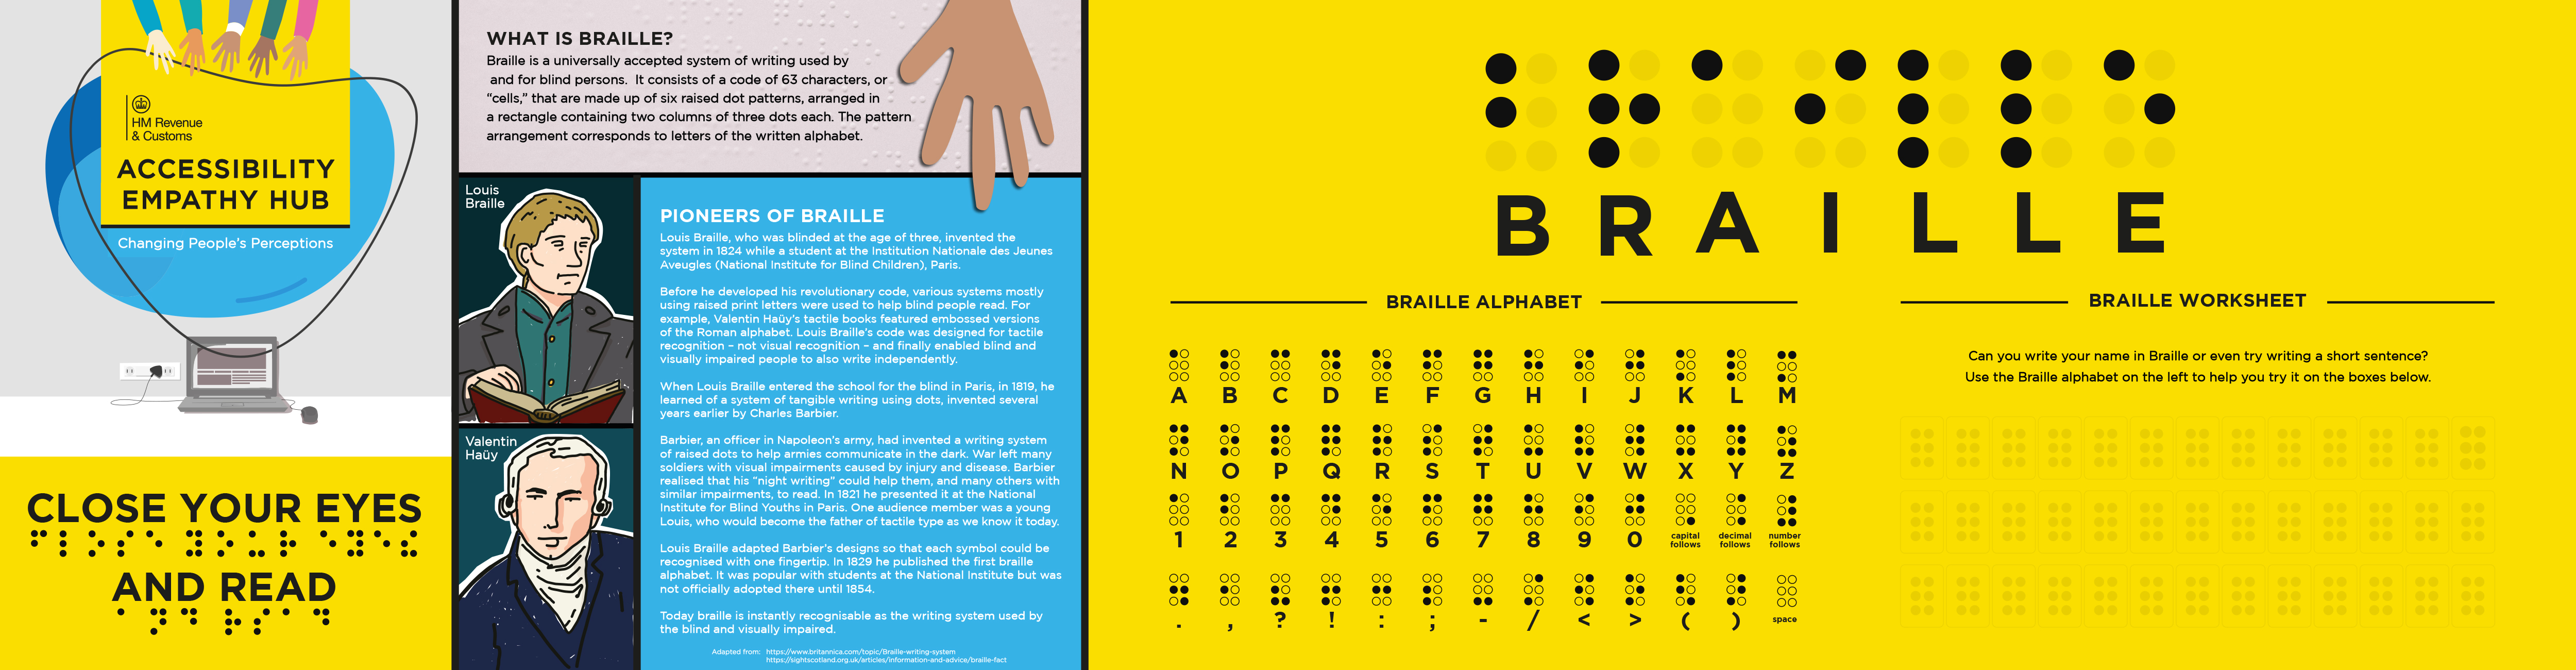 HM Revenue
& Customs
ACCESSIBILITY
EMPATHY HUB
Changing People's Perceptions
CLOSE YOUR EYES
AND READ
WHAT IS BRAILLE?
Braille is a universally accepted system of writing used by
and for blind persons. It consists of a code of 63 characters, or
“cells,” that are made up of six raised dot patterns, arranged in
a rectangle containing two columns of three dots each. The pattern
arrangement corresponds to letters of the written alphabet.
Louis
Braille
Valentin
Haüy
PIONEERS OF BRAILLE
Louis Braille, who was blinded at the age of three, invented the
system in 1824 while a student at the Institution Nationale des Jeunes
Aveugles (National Institute for Blind Children), Paris.
Before he developed his revolutionary code, various systems mostly
using raised print letters were used to help blind people read. For
example, Valentin Haüy's tactile books featured embossed versions
of the Roman alphabet. Louis Braille's code was designed for tactile
recognition – not visual recognition – and finally enabled blind and
visually impaired people to also write independently.
When Louis Braille entered the school for the blind in Paris, in 1819, he
learned of a system of tangible writing using dots, invented several
years earlier by Charles Barbier.
Barbier, an officer in Napoleon's army, had invented a writing system
of raised dots to help armies communicate in the dark. War left many
soldiers with visual impairments caused by injury and disease. Barbier
realised that his “night writing” could help them, and many others with
similar impairments, to read. In 1821 he presented it at the National
Institute for Blind Youths in Paris. One audience member was a young
Louis, who would become the father of tactile type as we know it today.
Louis Braille adapted Barbier's designs so that each symbol could be
recognised with one fingertip. In 1829 he published the first braille
alphabet. It was popular with students at the National Institute but was
not officially adopted there until 1854.
Today braille is instantly recognisable as the writing system used by
the blind and visually impaired.
Adapted from: https://www.britannica.com/topic/Braille-writing-system
https://sightscotland.org.uk/articles/information-and-advice/braille-fact
BRAILLE
BRAILLE ALPHABET
A B C D E F G H I J K L M
N O P Q R S T U V W X Y Z
1 2 3 4 5 6 7 8 9 0 capital follows decimal follows number follows
. , ? ! : ; - / < > ( ) space
BRAILLE WORKSHEET
Can you write your name in Braille or even try writing a short sentence?
Use the Braille alphabet on the left to help you try it on the boxes below.